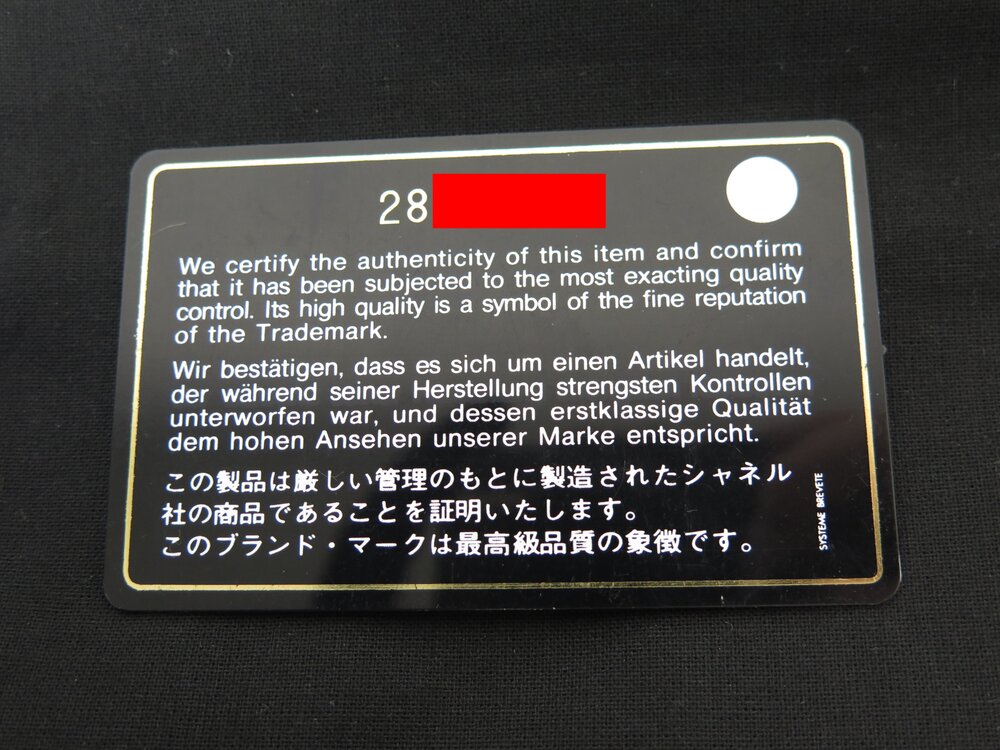 28
We certify the authenticity of this item and confirm
that it has been subjected to the most exacting quality
control. Its high quality is a symbol of the fine reputation
of the Trademark.
Wir bestätigen, dass es sich um einen Artikel handelt,
der während seiner Herstellung strengsten Kontrollen
unterworfen war, und dessen erstklassige Qualität
dem hohen Ansehen unserer Marke entspricht.
この製品は厳しい管理のもとに製造されたシャネル
社の商品であることを証明いたします。
このブランド・マークは最高級品質の象徴です。
SYSTEME BREVETE